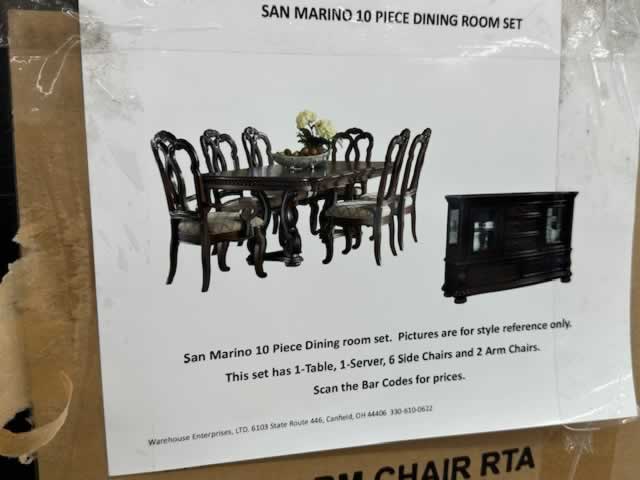 SAN MARINO 10 PIECE DINING ROOM SET
San Marino 10 Piece Dining room set. Pictures are for style reference only.
This set has 1-Table, 1-Server, 6 Side Chairs and 2 Arm Chairs.
Scan the Bar Codes for prices.
Warehouse Enterprises, LTD. 6103 State Route 446, Canfield, OH 44406 330-610-0622
ARM CHAIR RTA